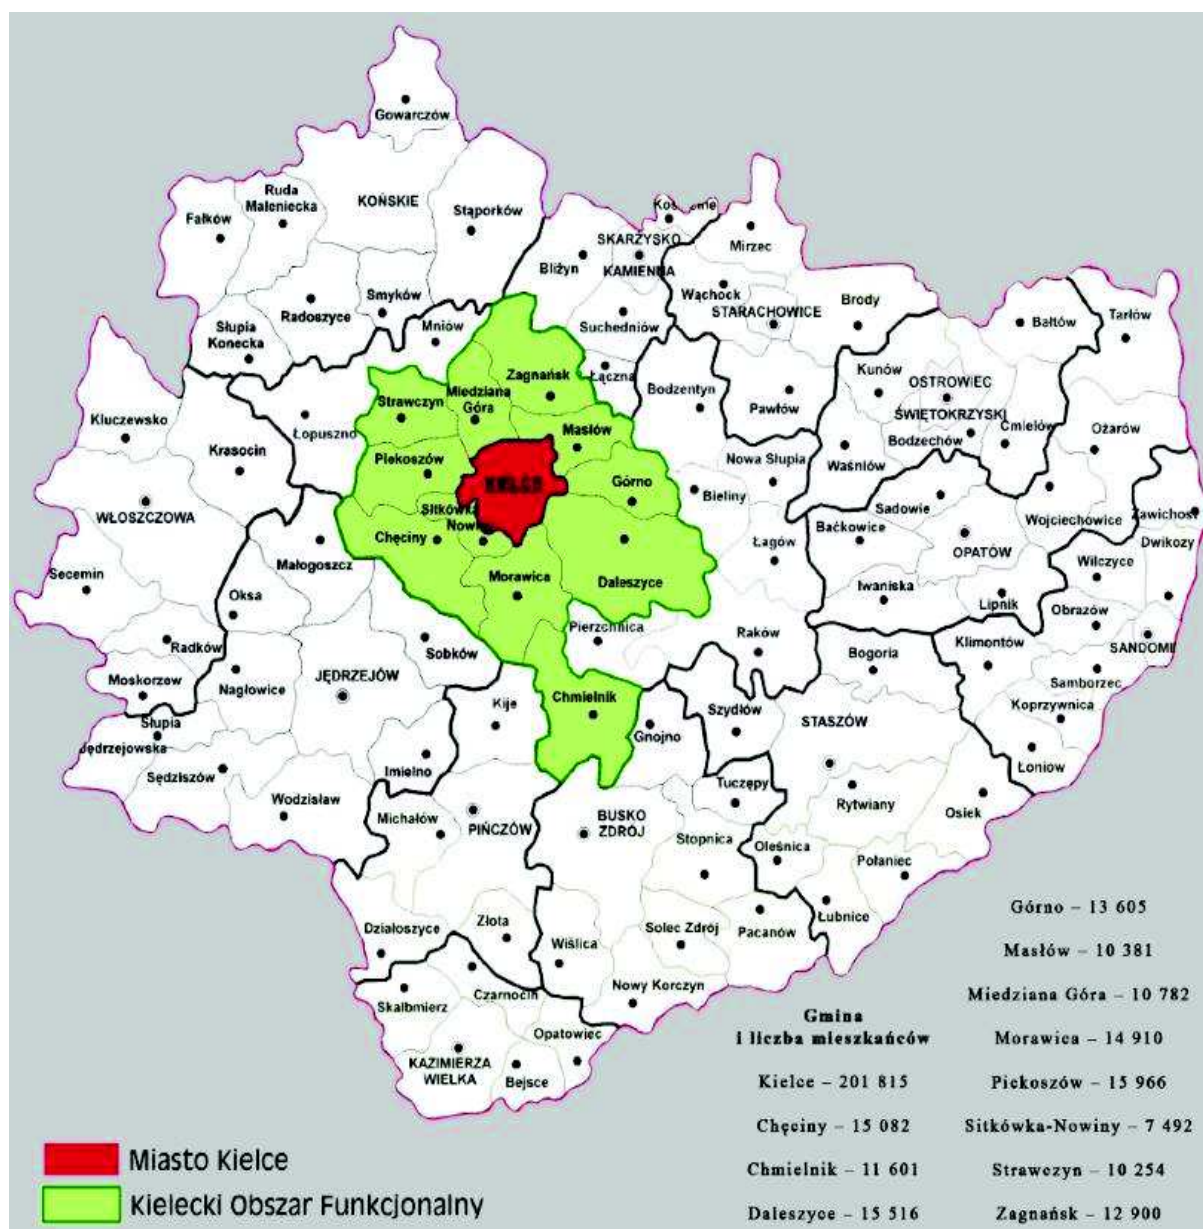 Gowarczów
Ruda
Maleniecka
KOŃSKIE
Fałków
Stąporków
Mirzec
SKARŻYSKO
KAMIENNA
Bliżyn
Wąchock
Smyków
Radoszyce
Brody
STARACHOWICE
Suchedniów
Mniów
Słupia
Konecka
Bałtów
Tarłów
Łączna
Zagnańsk
Bodzentyn
Kunów
OSTROWIEC
ŚWIĘTOKRZYSKI
Pawłów
Miedziana
Góra
Strawczyn
Kluczewsko
Łopuszno
Masłów
Bodzechów
Ćmielów
Ożarów
Krasocin
Piekoszów
Nowa Słupia
Waśniów
KIELCE
Górno
Bieliny
Sadowie
WŁOSZCZOWA
Sitkówka
Chęciny
Wojciechowice
Zawichost
Baćkowice
Łagów
OPATÓW
Dwikozy
Małogoszcz
Morawica
Daleszyce
Secemin
Wilczyce
Iwaniska
Oksa
Lipnik
Obrazów
Pierzchnica
Raków
Klimontów
Radków
Sobków
SANDOMI
Bogoria
Moskorzew
Nagłowice
JĘDRZEJÓW
Samborzec
Chmielnik
Kije
Szydłów
STASZÓW
Koprzywnica
Słupia
Jędrzejowska
Gnojno
Imielno
Łoniów
Sędziszów
Tuczępy
Rytwiany
Osiek
Wodzisław
Michałów
PIŃCZÓW
BUSKO
ZDRÓJ
Stopnica
Oleśnica
Połaniec
Łubnice
Działoszyce
Złota
Wiślica
Solec Zdrój
Pacanów
Nowy Korczyn
Skalbmierz
Czarnocin
Opatowiec
KAZIMIERZA
WIELKA
Bejsce
Gmina
i liczba mieszkańców
Kielce – 201 815
Chęciny – 15 082
Chmielnik – 11 601
Daleszyce – 15 516
Górno – 13 605
Masłów – 10 381
Miedziana Góra – 10 782
Morawica – 14 910
Piekoszów – 15 966
Sitkówka-Nowiny – 7 492
Strawczyn – 10 254
Zagnańsk – 12 900
Miasto Kielce
Kielecki Obszar Funkcjonalny